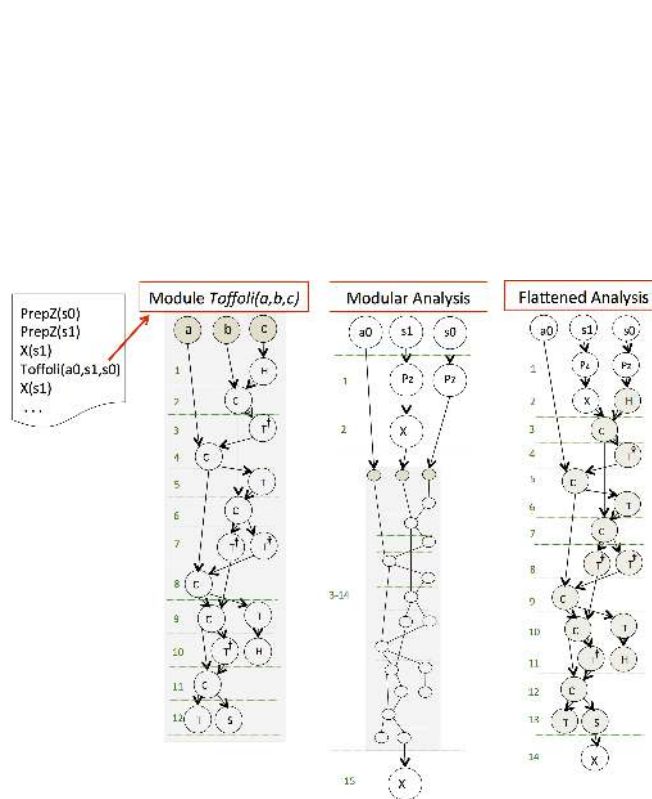 PrepZ(s0)
PrepZ(s1)
X(s1)
Toffoli(a0,s1,s0)
X(s1)
...
Module Toffoli(a,b,c)
a b c
1 H
2 C
3 T†
4 C
5 T
6 C
7 T† T†
8 C
9 C T
10 T† H
11 C
12 T S
Modular Analysis
a0 s1 s0
1 Pz Pz
2 X
3-14
15 X
Flattened Analysis
a0 s1 s0
1 Pz Pz
2 X H
3 C
4 T†
5 C
6 T
7 C
8 T† T†
9 C
10 C T
11 T† H
12 C
13 T S
14 X